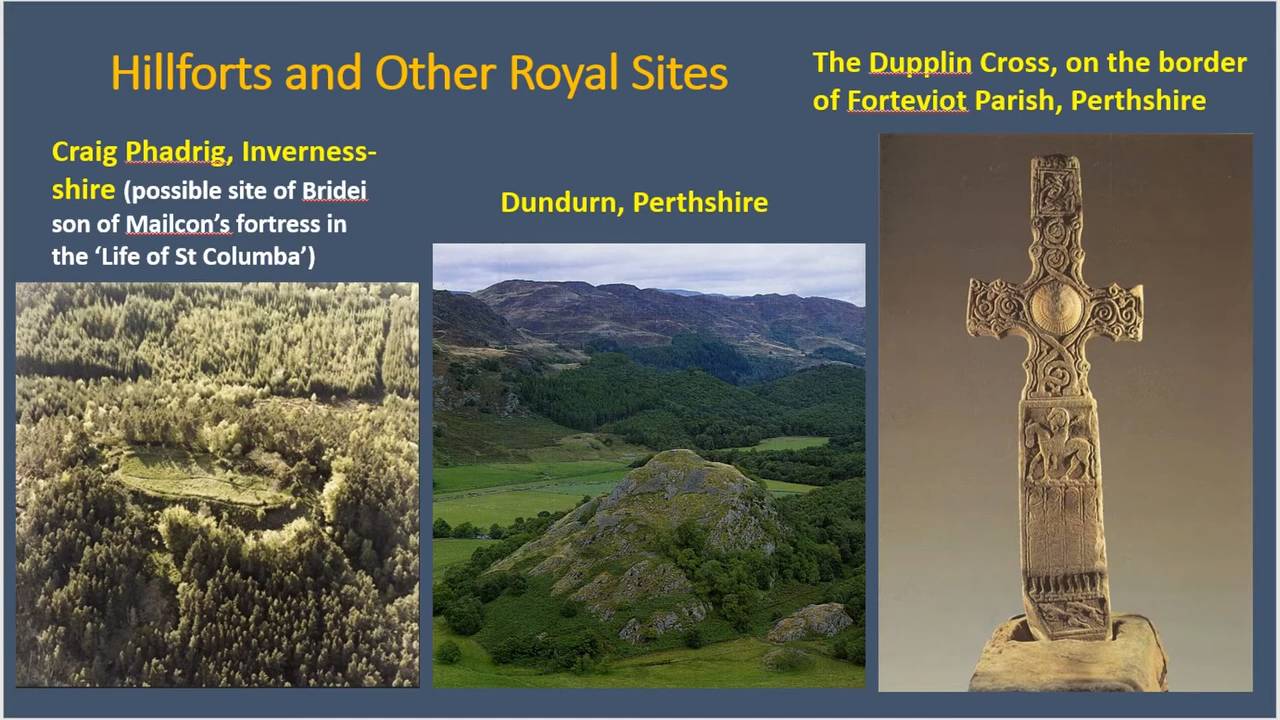 Hillforts and Other Royal Sites
The Dupplin Cross, on the border
of Forteviot Parish, Perthshire
Craig Phadrig, Inverness-
shire (possible site of Bridei
son of Mailcon’s fortress in
the ‘Life of St Columba’)
Dundurn, Perthshire